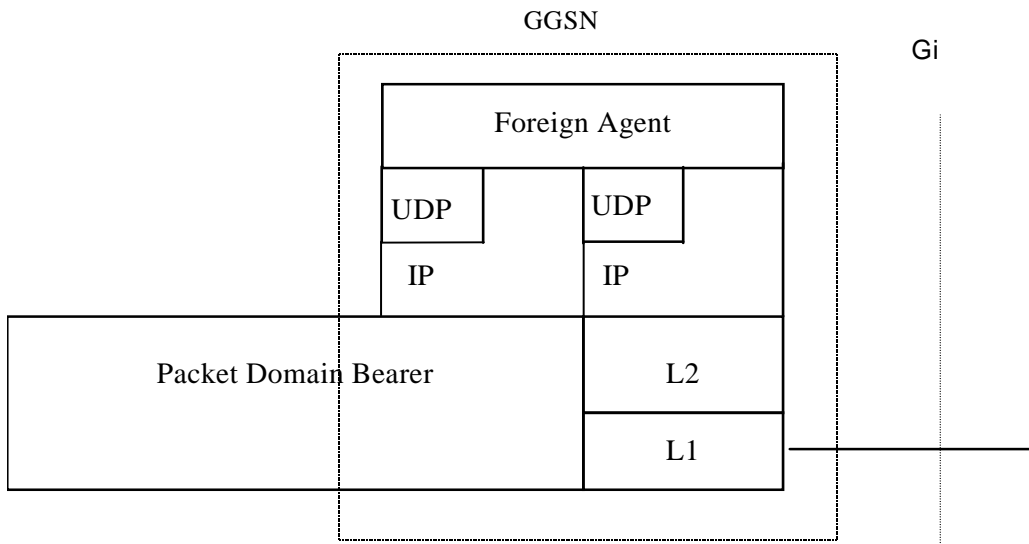 GGSN
Gi
Foreign Agent
UDP
UDP
IP
IP
Packet Domain Bearer
L2
L1